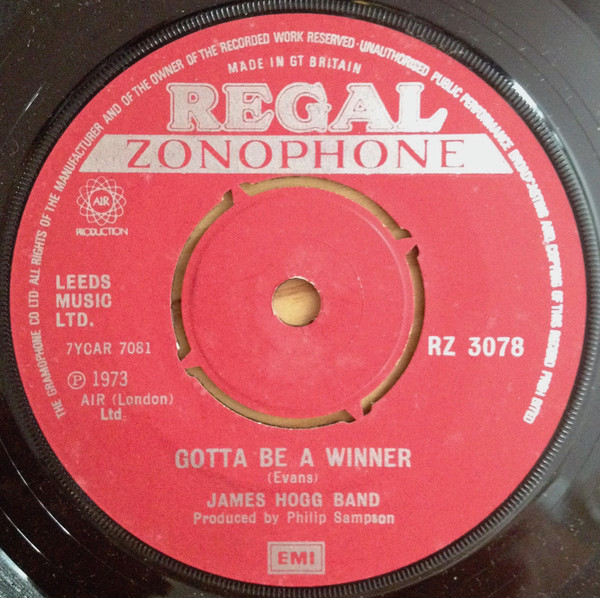 THE GRAMOPHONE CO LTD· ALL RIGHTS OF THE MANUFACTURER AND OF THE OWNER OF THE RECORDED WORK RESERVED · UNAUTHORISED PUBLIC PERFORMANCE BROADCASTING AND COPYING OF THIS RECORD PROHIBITED
MADE IN GT BRITAIN
REGAL
ZONOPHONE
AIR
PRODUCTION
LEEDS
MUSIC
LTD.
7YCAR 7081
℗ 1973
AIR (London)
Ltd.
RZ 3078
GOTTA BE A WINNER
(Evans)
JAMES HOGG BAND
Produced by Philip Sampson
EMI